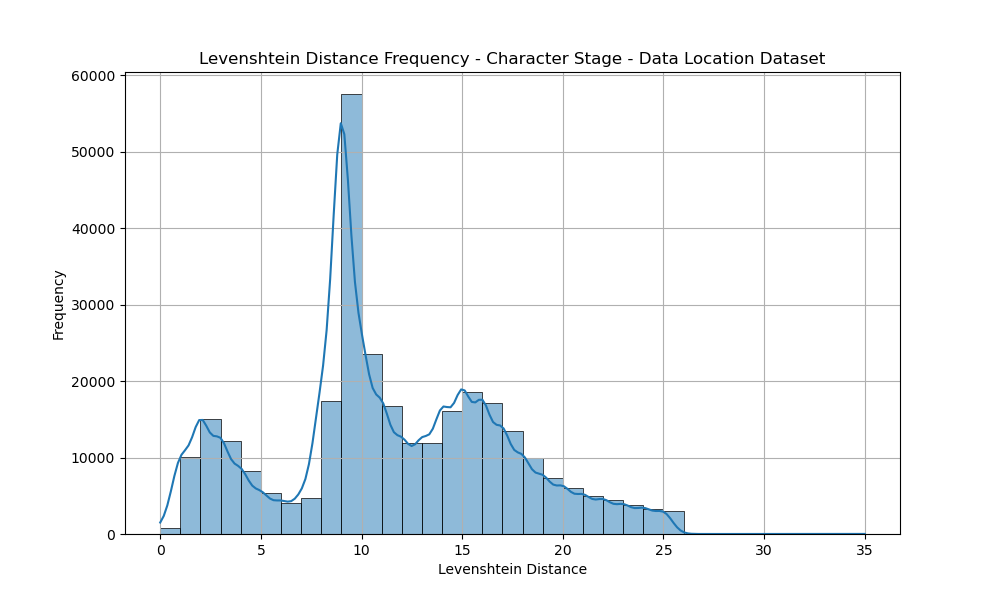 Levenshtein Distance Frequency - Character Stage - Data Location Dataset
60000
50000
40000
30000
20000
10000
0
Frequency
0 5 10 15 20 25 30 35
Levenshtein Distance